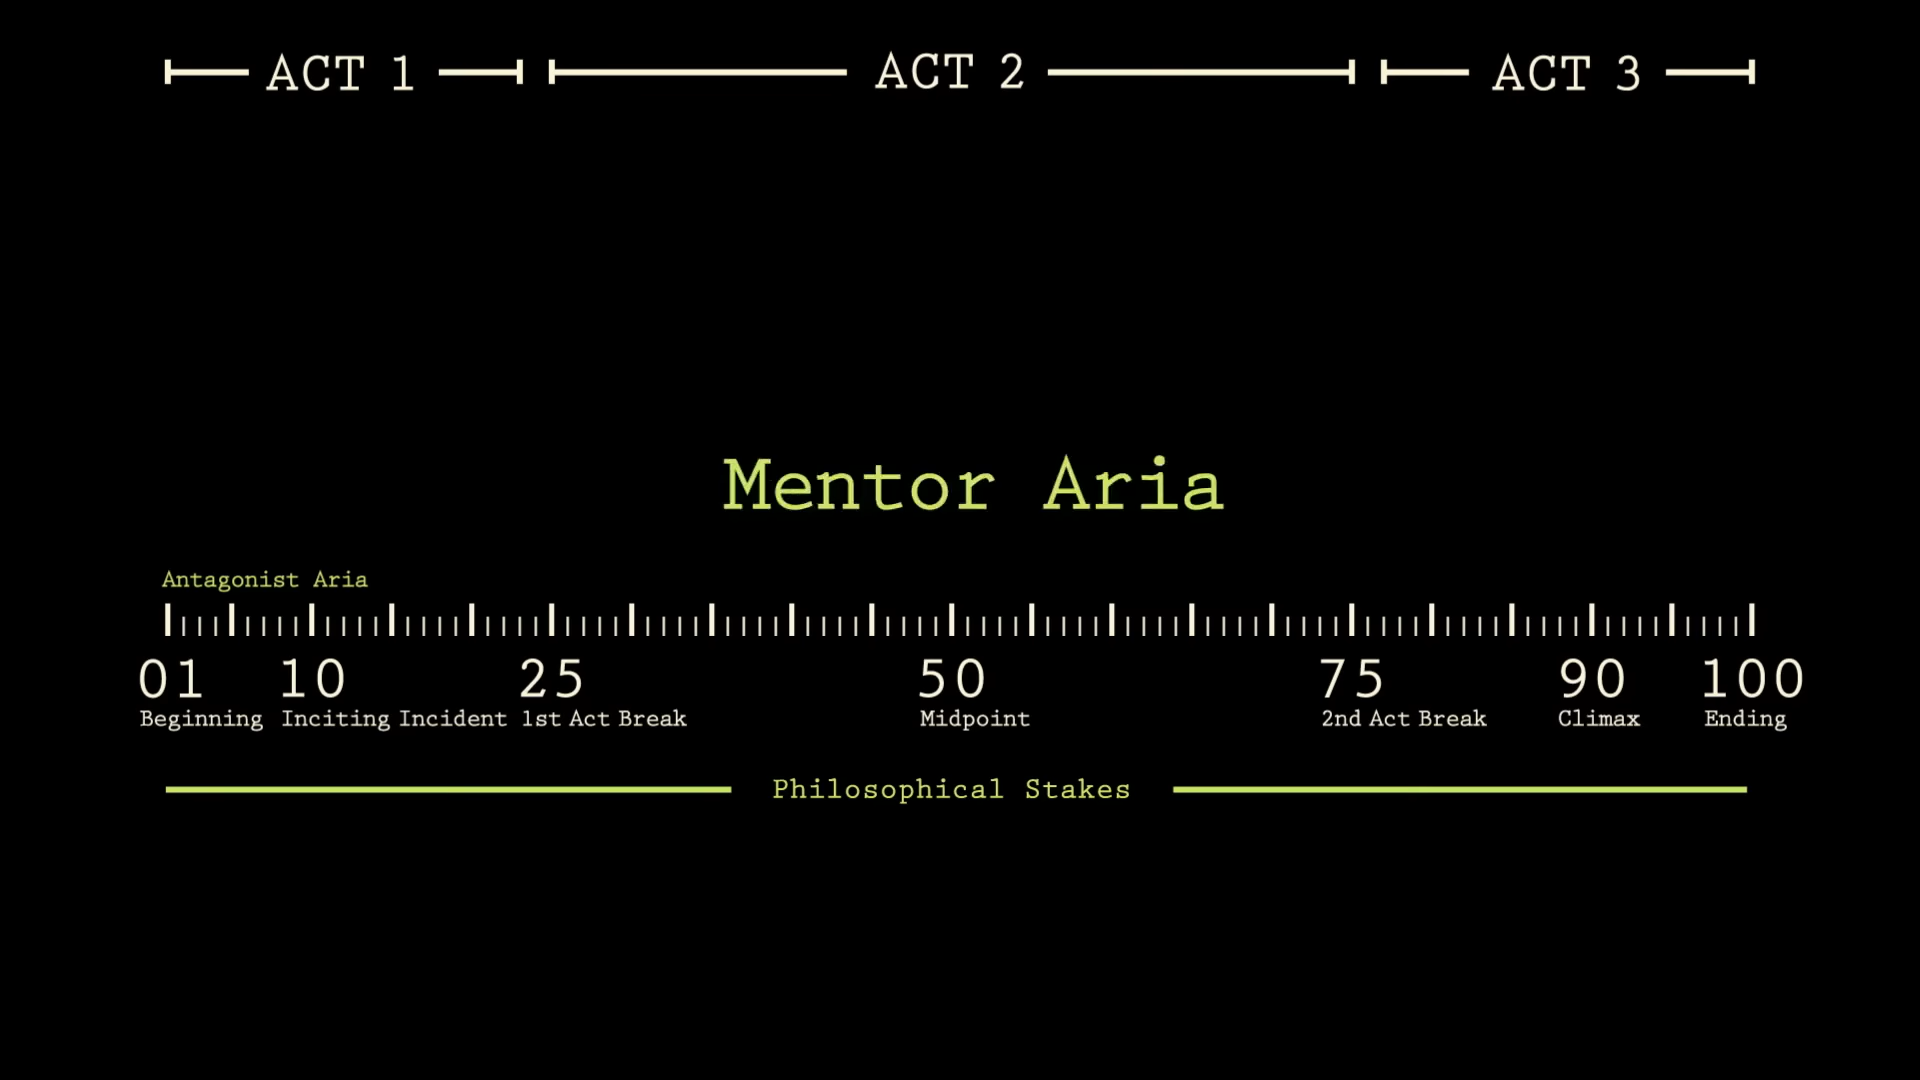 ACT 1 ACT 2 ACT 3
Mentor Aria
Antagonist Aria
01 10 25 50 75 90 100
Beginning Inciting Incident 1st Act Break Midpoint 2nd Act Break Climax Ending
Philosophical Stakes